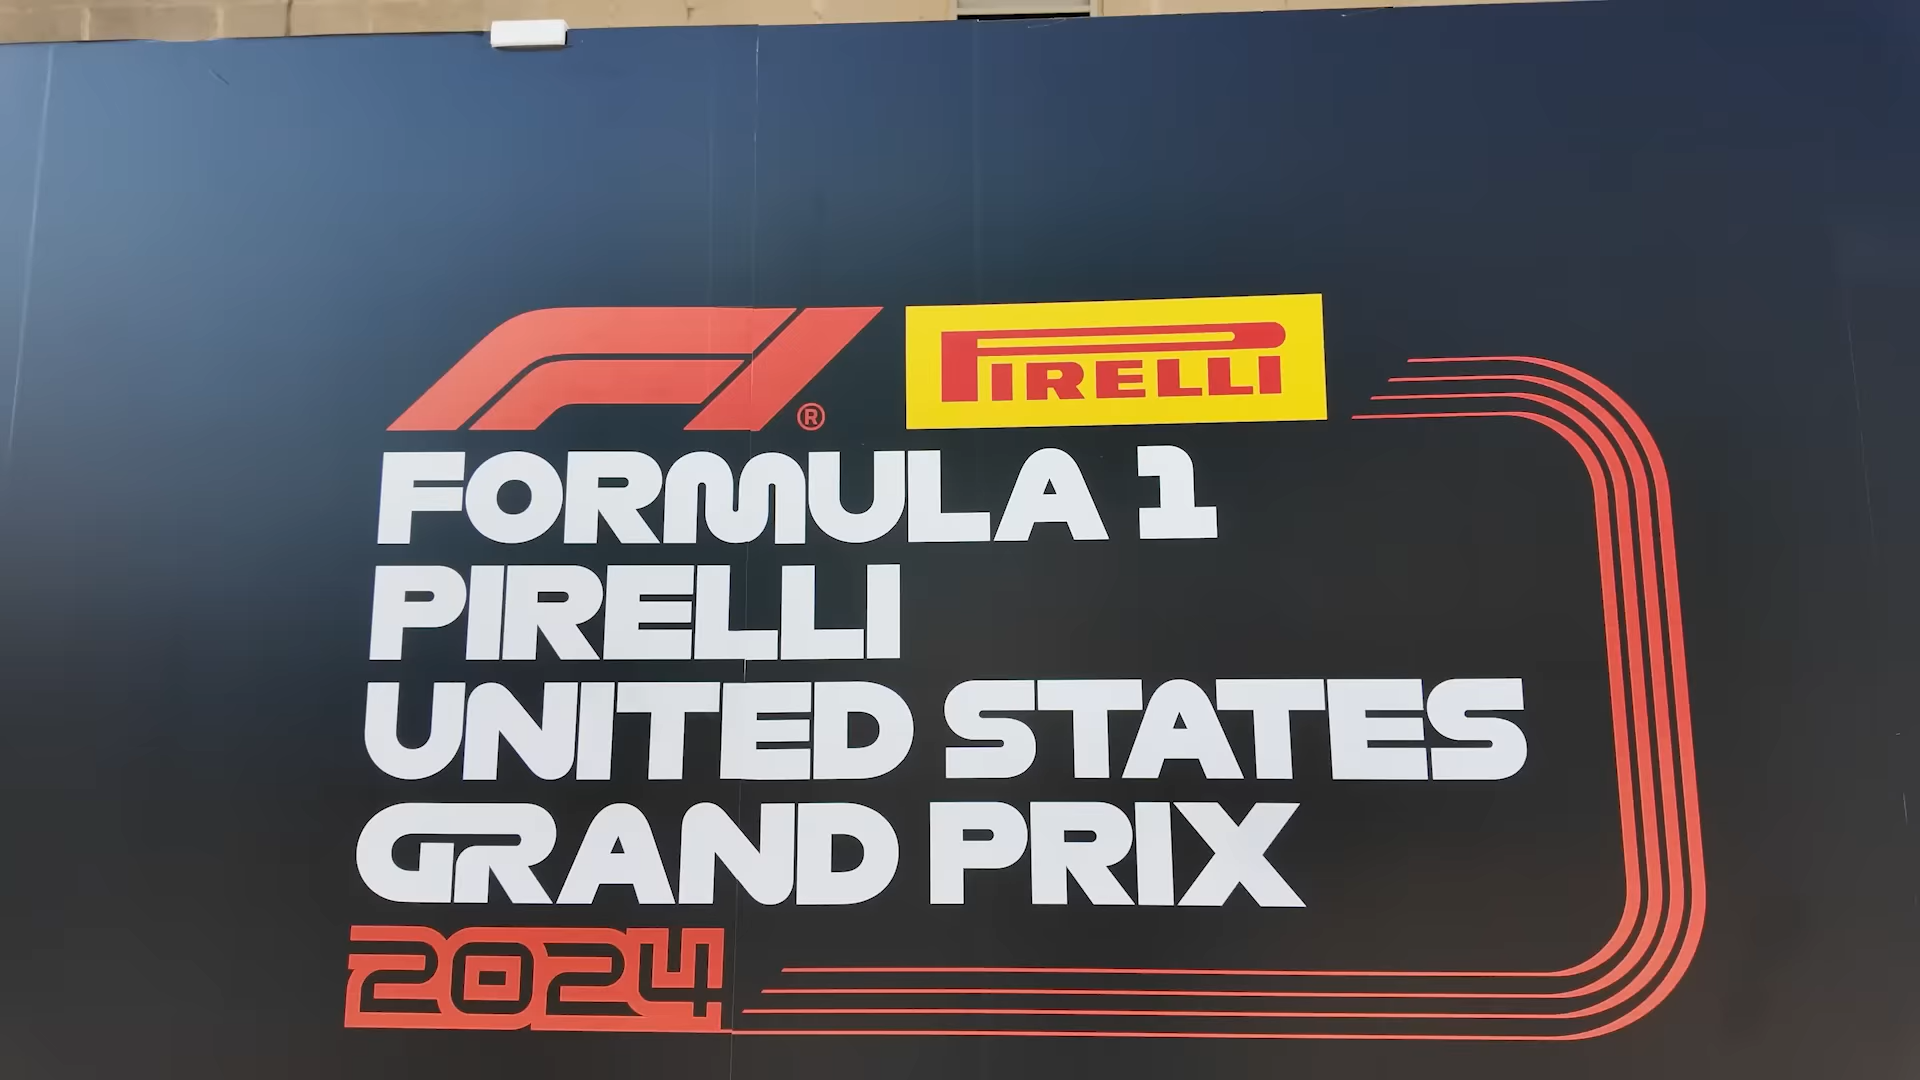 F1® PIRELLI
FORMULA 1
PIRELLI
UNITED STATES
GRAND PRIX
2024